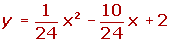 y = 1/24 x² − 10/24 x + 2